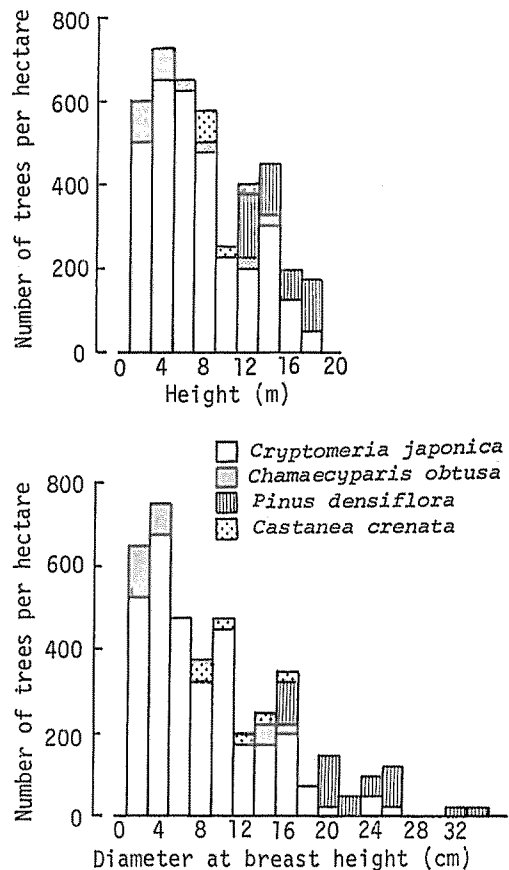 Number of trees per hectare
800
600
400
200
0
0 4 8 12 16 20
Height (m)
Cryptomeria japonica
Chamaecyparis obtusa
Pinus densiflora
Castanea crenata
Number of trees per hectare
800
600
400
200
0
0 4 8 12 16 20 24 32
Diameter at breast height (cm)